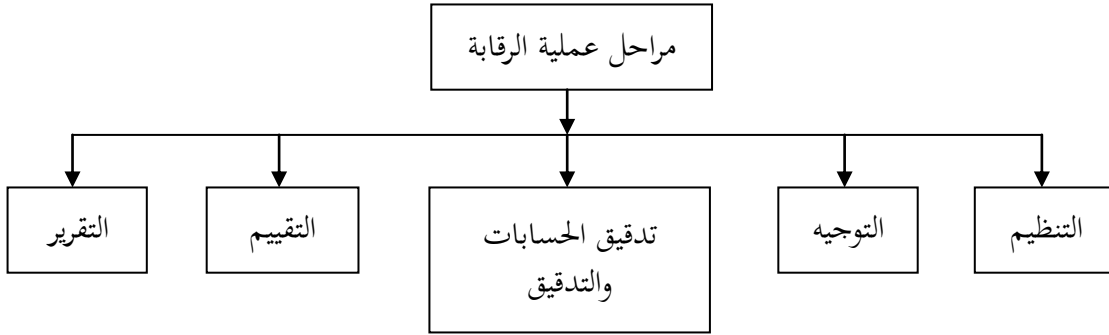 مراحل عملية الرقابة
التنظيم
التوجيه
تدقيق الحسابات
والتدقيق
التقييم
التقرير